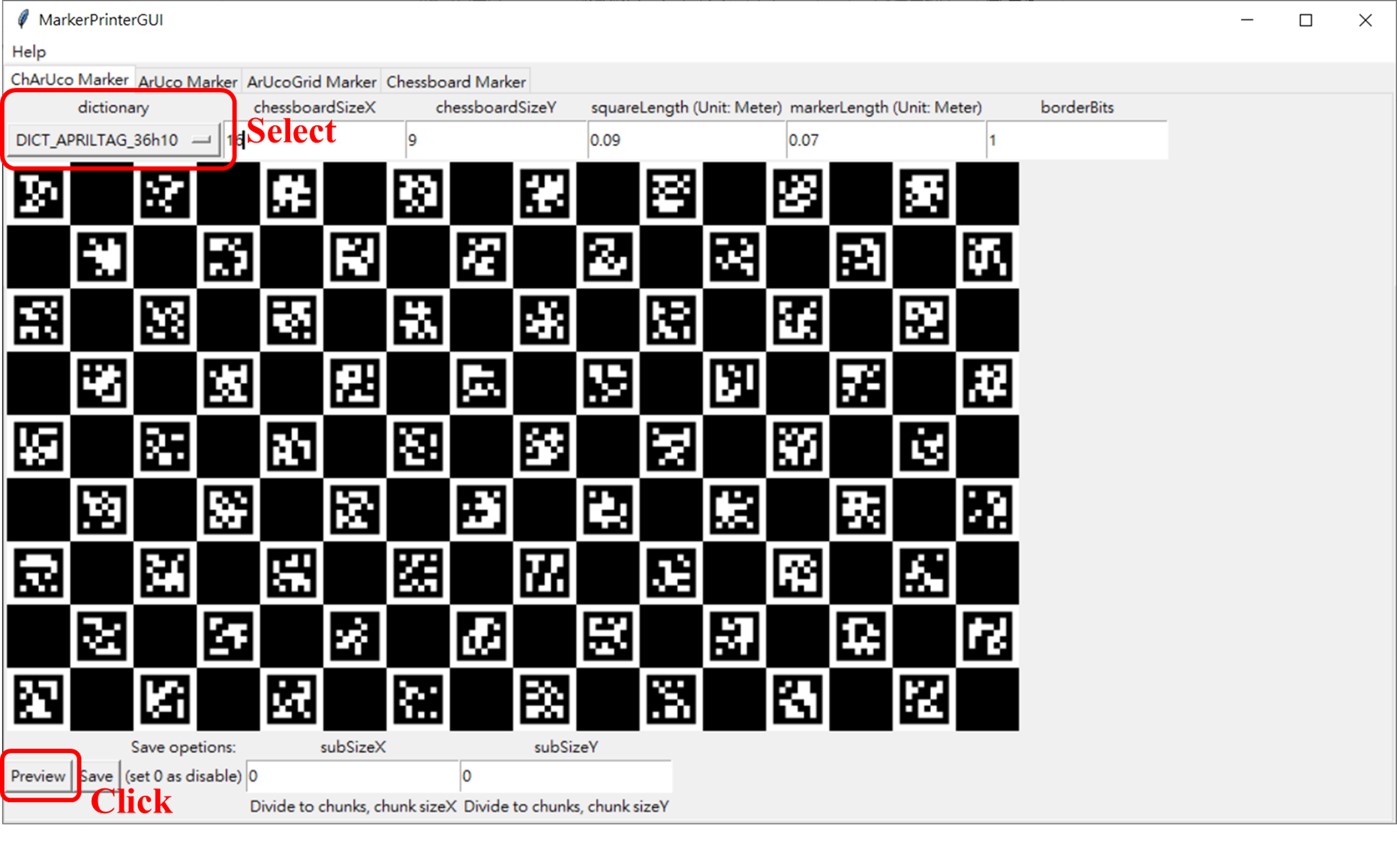 MarkerPrinterGUI
Help
ChArUco Marker ArUco Marker ArUcoGrid Marker Chessboard Marker
dictionary chessboardSizeX chessboardSizeY squareLength (Unit: Meter) markerLength (Unit: Meter) borderBits
DICT_APRILTAG_36h10 16 Select 9 0.09 0.07 1
Save opetions: subSizeX subSizeY
Preview Save (set 0 as disable) 0 0
Click Divide to chunks, chunk sizeX Divide to chunks, chunk sizeY